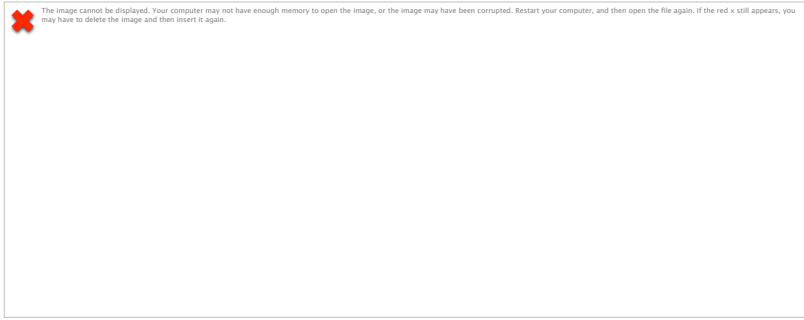 The image cannot be displayed. Your computer may not have enough memory to open the image, or the image may have been corrupted. Restart your computer, and then open the file again. If the red x still appears, you
may have to delete the image and then insert it again.